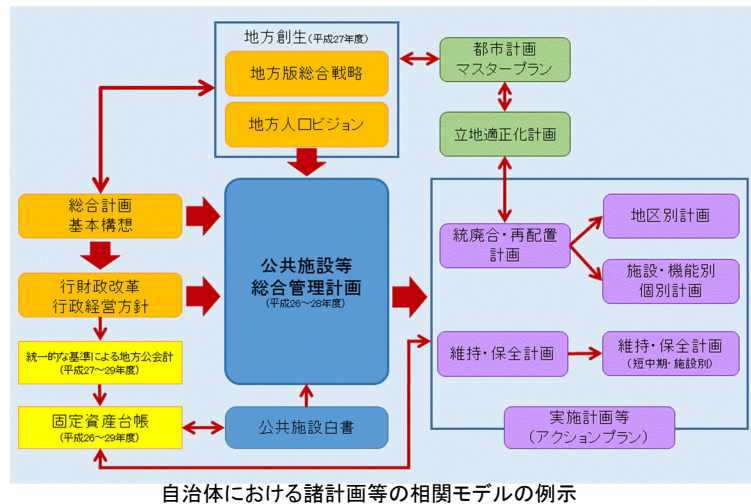 地方創生(平成27年度)
地方版総合戦略
地方人口ビジョン
都市計画
マスタープラン
立地適正化計画
総合計画
基本構想
行財政改革
行政経営方針
統一的な基準による地方公会計
(平成27~29年度)
固定資産台帳
(平成26~29年度)
公共施設等
総合管理計画
(平成26~28年度)
公共施設白書
統廃合・再配置
計画
地区別計画
施設・機能別
個別計画
維持・保全計画
維持・保全計画
(短中期・施設別)
実施計画等
(アクションプラン)
自治体における諸計画等の相関モデルの例示